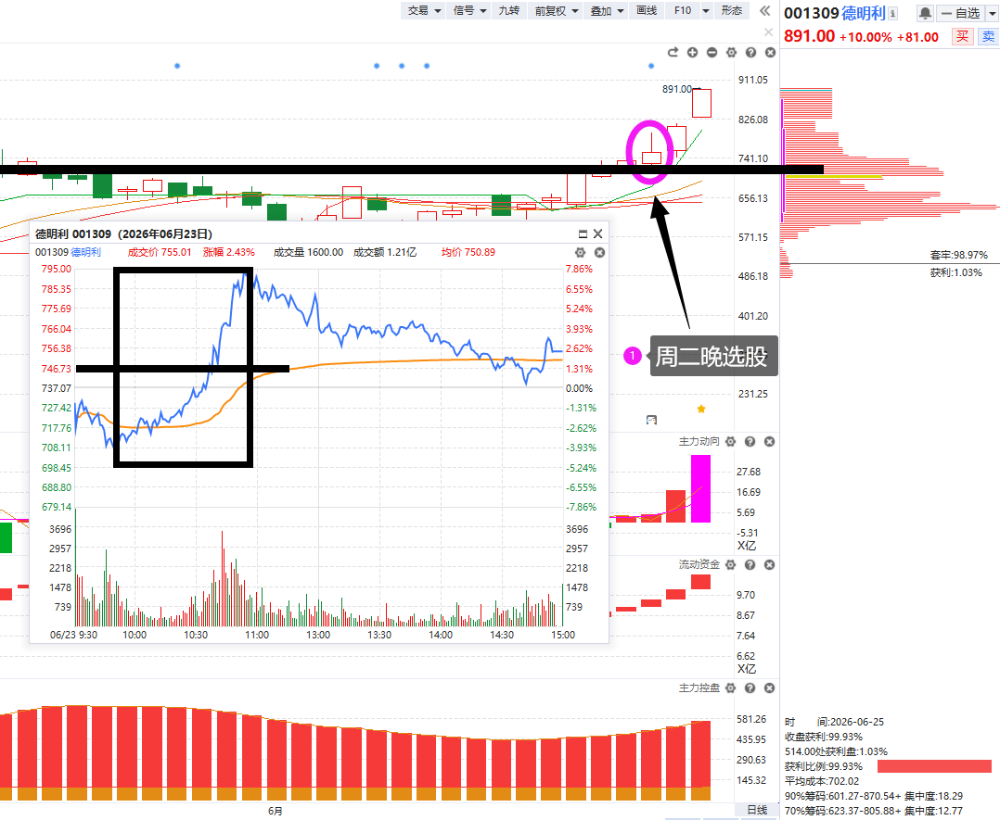 交易 信号 九转 前复权 叠加 画线 F10 形态
001309 德明利 自选
891.00 +10.00% +81.00 买 卖
891.00
911.05
826.08
741.10
656.13
571.15
486.18
401.20
231.25
套牢:98.97%
获利:1.03%
德明利 001309（2026年06月23日）
001309 德明利 成交价 755.01 涨幅 2.43% 成交量 1600.00 成交额 1.21亿 均价 750.89
795.00 7.86%
785.35 6.55%
775.69 5.24%
766.04 3.93%
756.38 2.62%
746.73 1.31%
737.07 0.00%
727.42 -1.31%
717.76 -2.62%
708.11 -3.93%
698.45 -5.24%
688.80 -6.55%
679.14 -7.86%
3696 3696
2957 2957
2218 2218
1478 1478
739 739
06/23 9:30 10:00 10:30 11:00 13:00 13:30 14:00 14:30 15:00
1 周二晚选股
主力动向
27.68
16.69
5.69
-5.31
X亿
流动资金
9.70
8.67
7.64
6.62
X亿
主力控盘
581.26
435.95
290.63
145.32
6月
日线
时 间:2026-06-25
收盘获利:99.93%
514.00处获利盘:1.03%
获利比例:99.93%
平均成本:702.02
90%筹码:601.27-870.54+ 集中度:18.29
70%筹码:623.37-805.88+ 集中度:12.77